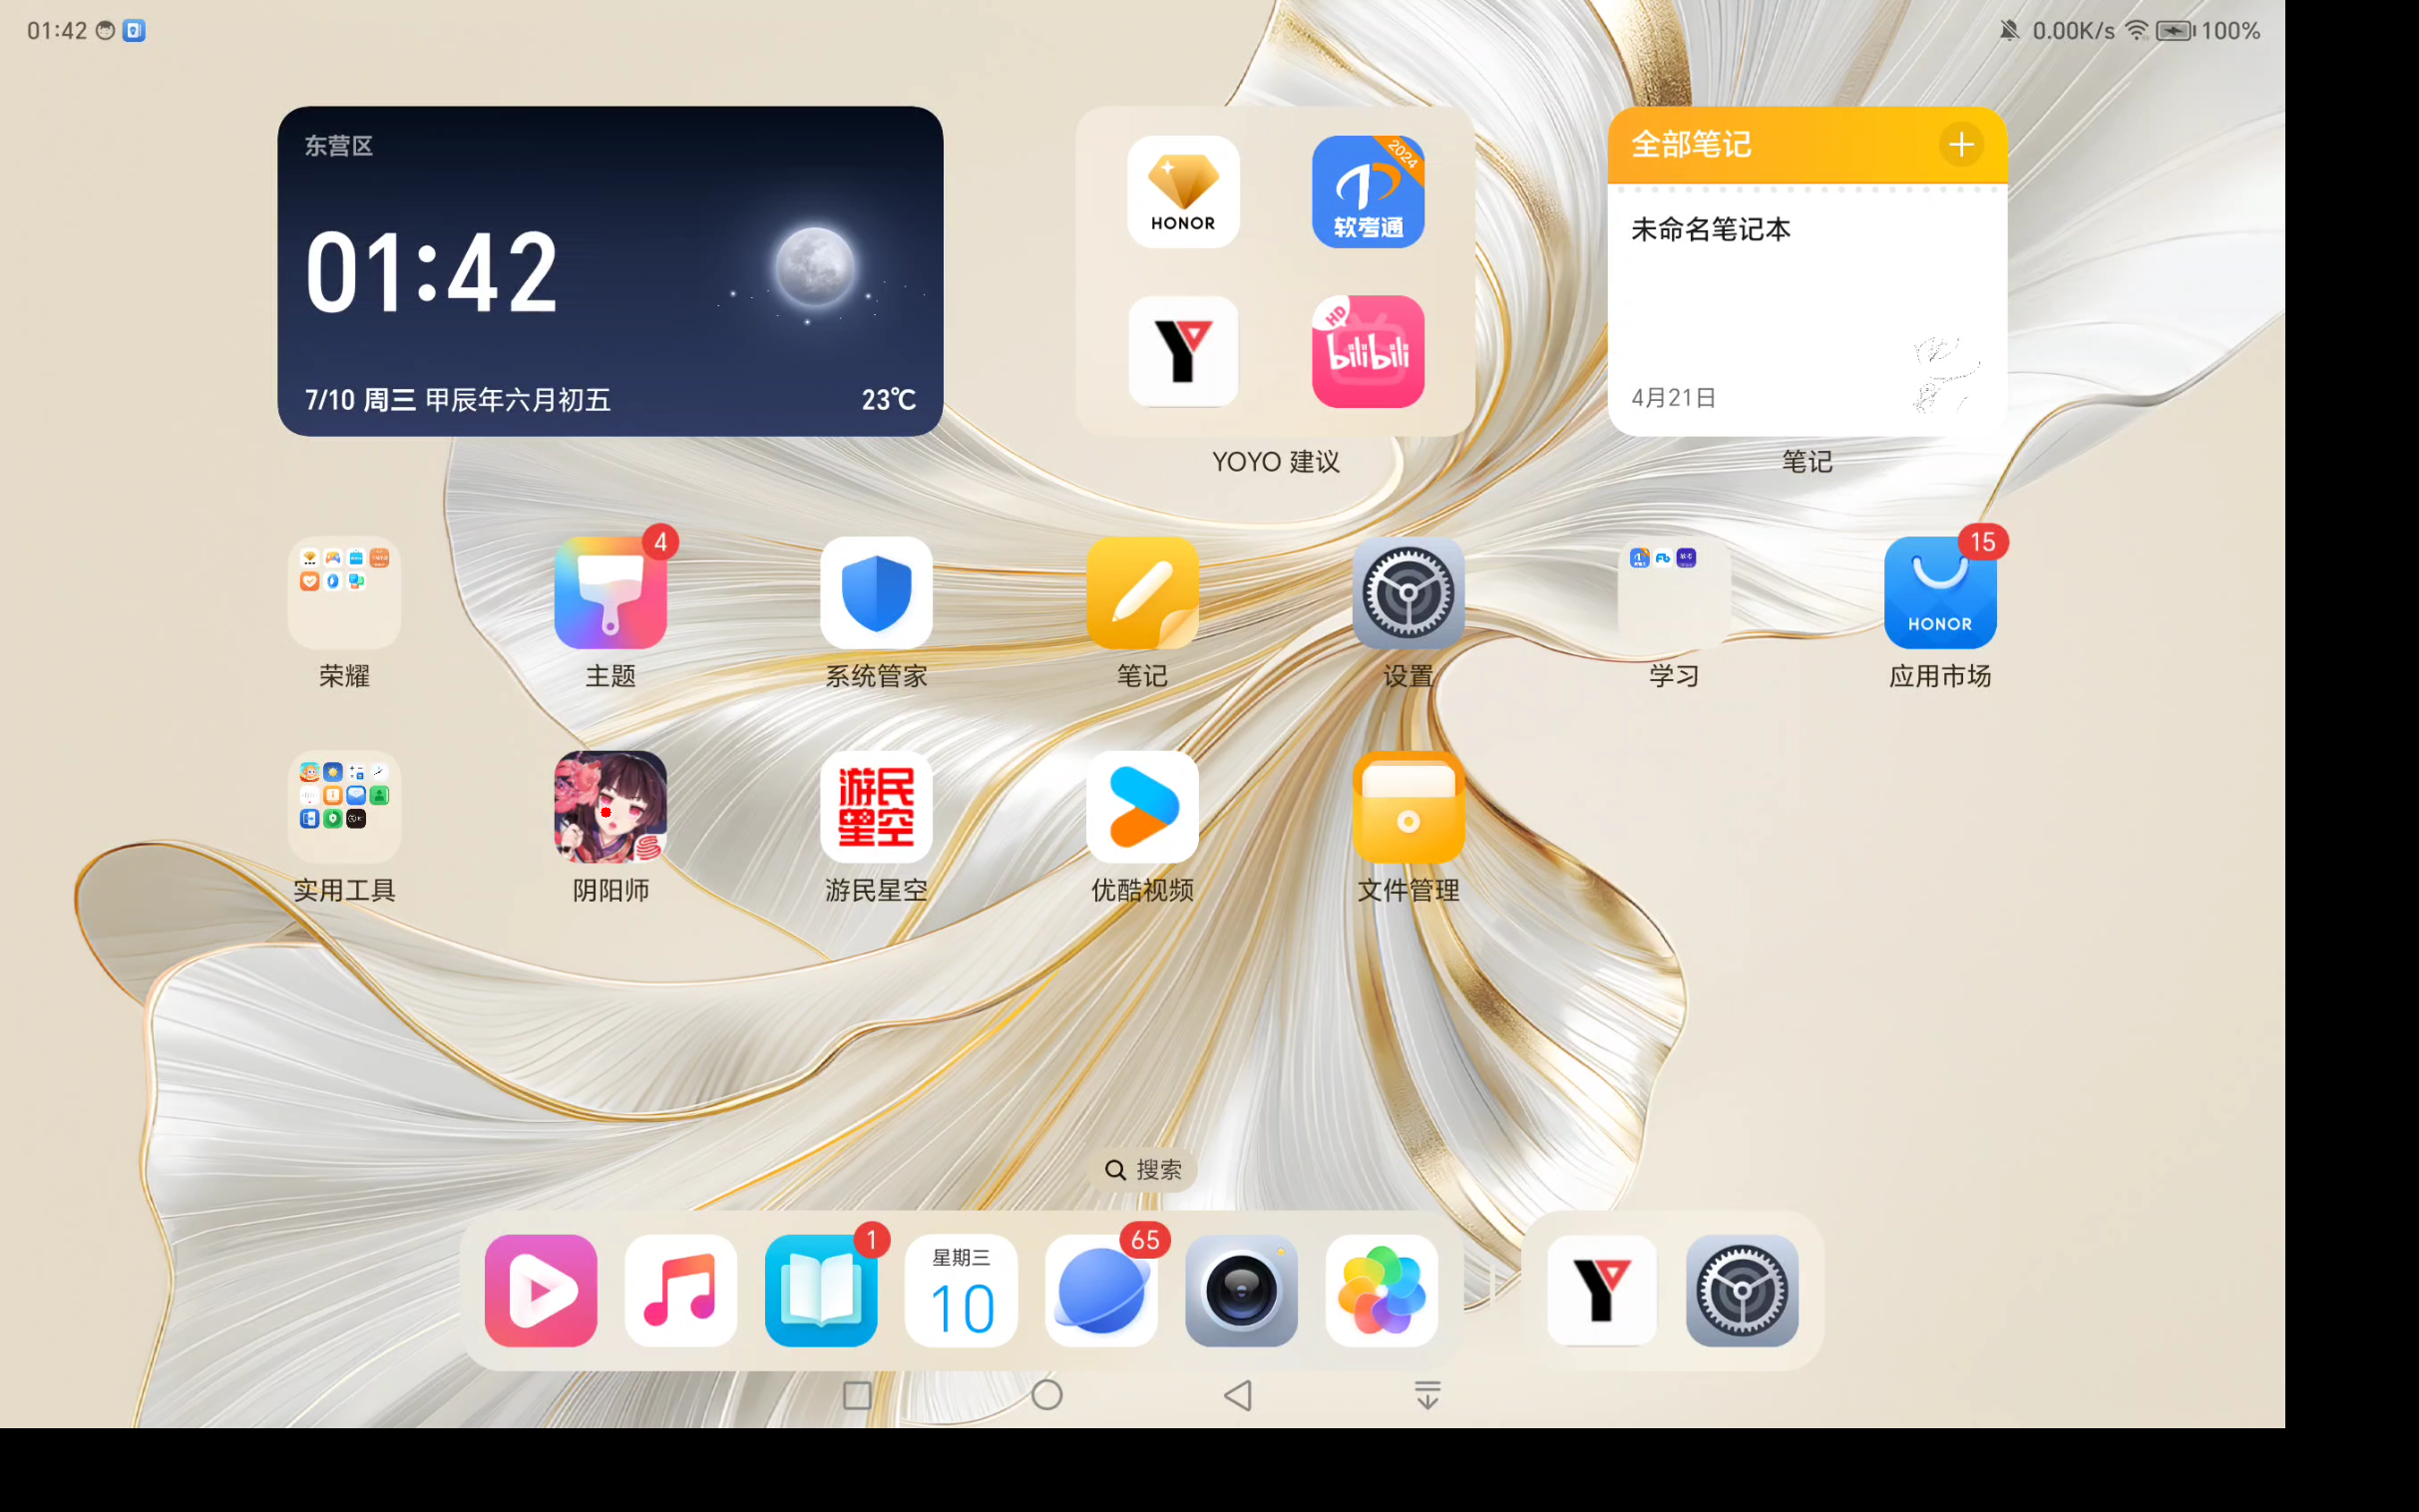 01:42
0.00K/s 100%
东营区
01:42
7/10 周三 甲辰年六月初五
23℃
HONOR
2024
软考通
Y
HD
bilibili
YOYO 建议
全部笔记
未命名笔记本
4月21日
笔记
荣耀
4
主题
系统管家
笔记
设置
学习
15
HONOR
应用市场
实用工具
阴阳师
游民星空
游民星空
优酷视频
文件管理
搜索
1
星期三
10
65
Y